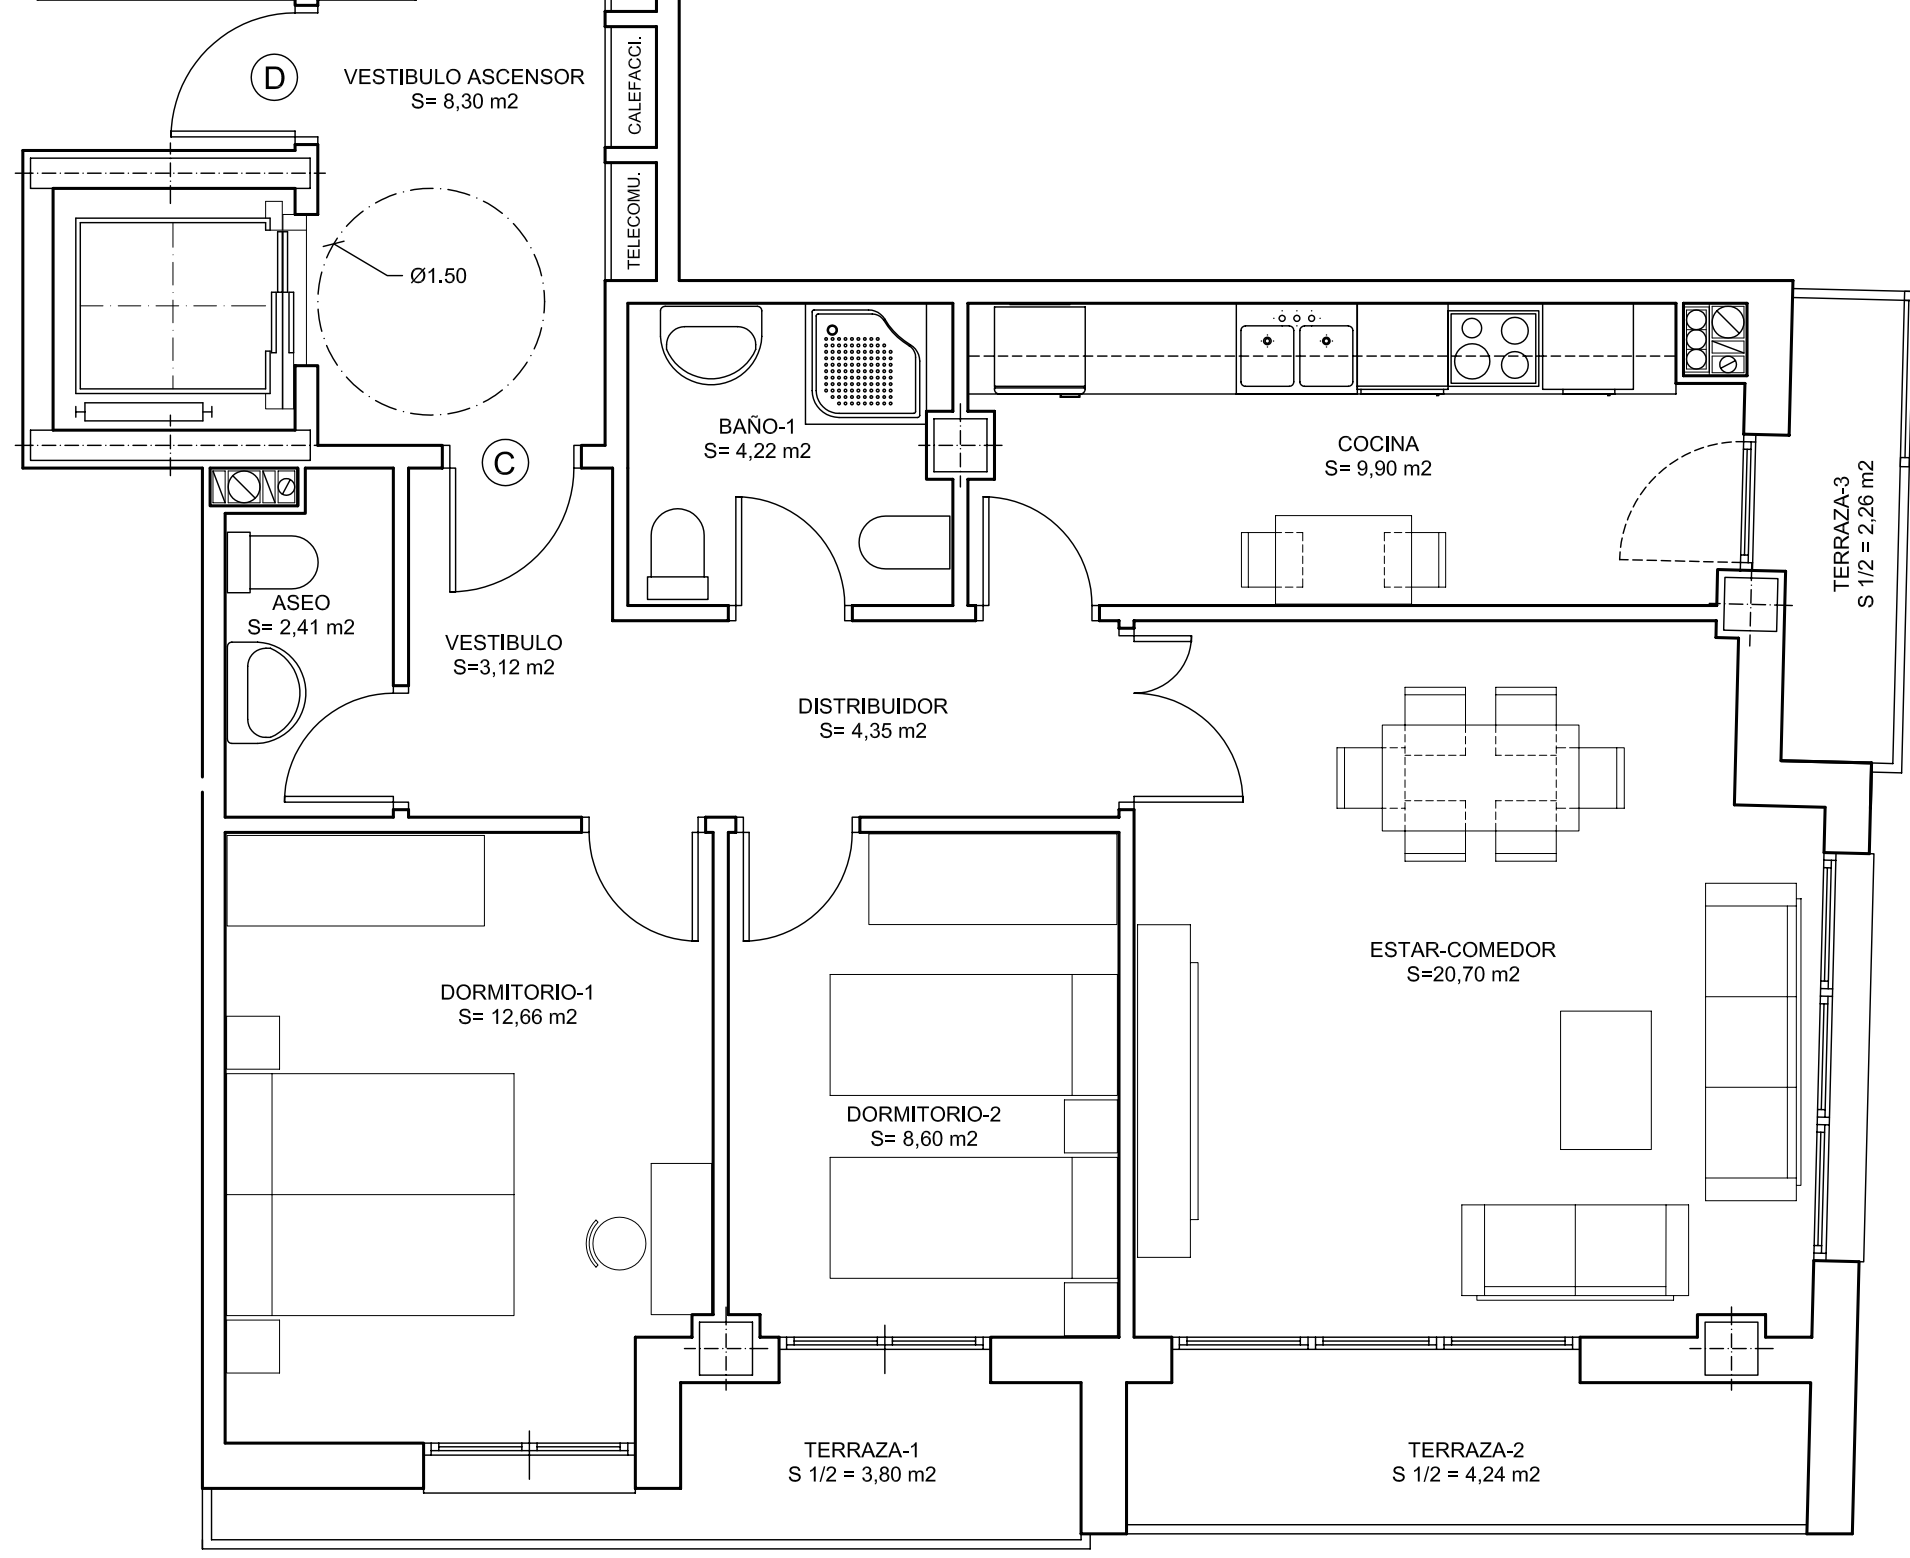 D
VESTIBULO ASCENSOR
S= 8,30 m2
CALEFACCI.
TELECOMU.
Ø1.50
C
BAÑO-1
S= 4,22 m2
COCINA
S= 9,90 m2
TERRAZA-3
S 1/2 = 2,26 m2
ASEO
S= 2,41 m2
VESTIBULO
S=3,12 m2
DISTRIBUIDOR
S= 4,35 m2
ESTAR-COMEDOR
S=20,70 m2
DORMITORIO-1
S= 12,66 m2
DORMITORIO-2
S= 8,60 m2
TERRAZA-1
S 1/2 = 3,80 m2
TERRAZA-2
S 1/2 = 4,24 m2